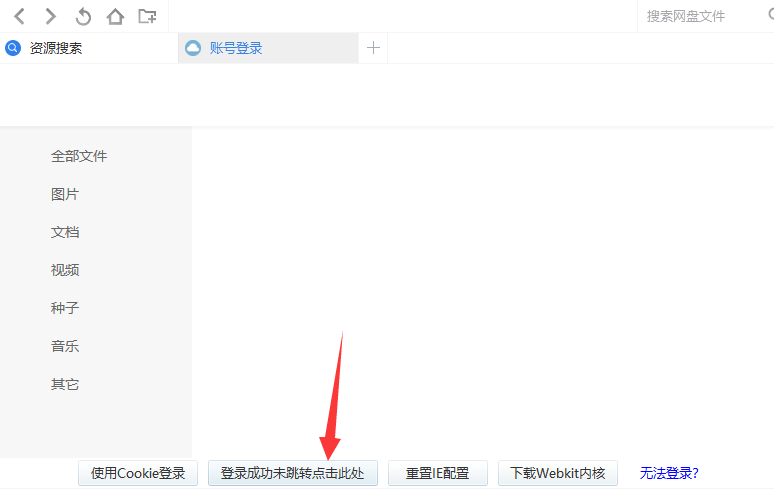 搜索网盘文件
资源搜索
账号登录
全部文件
图片
文档
视频
种子
音乐
其它
使用Cookie登录 登录成功未跳转点击此处 重置IE配置 下载Webkit内核 无法登录?